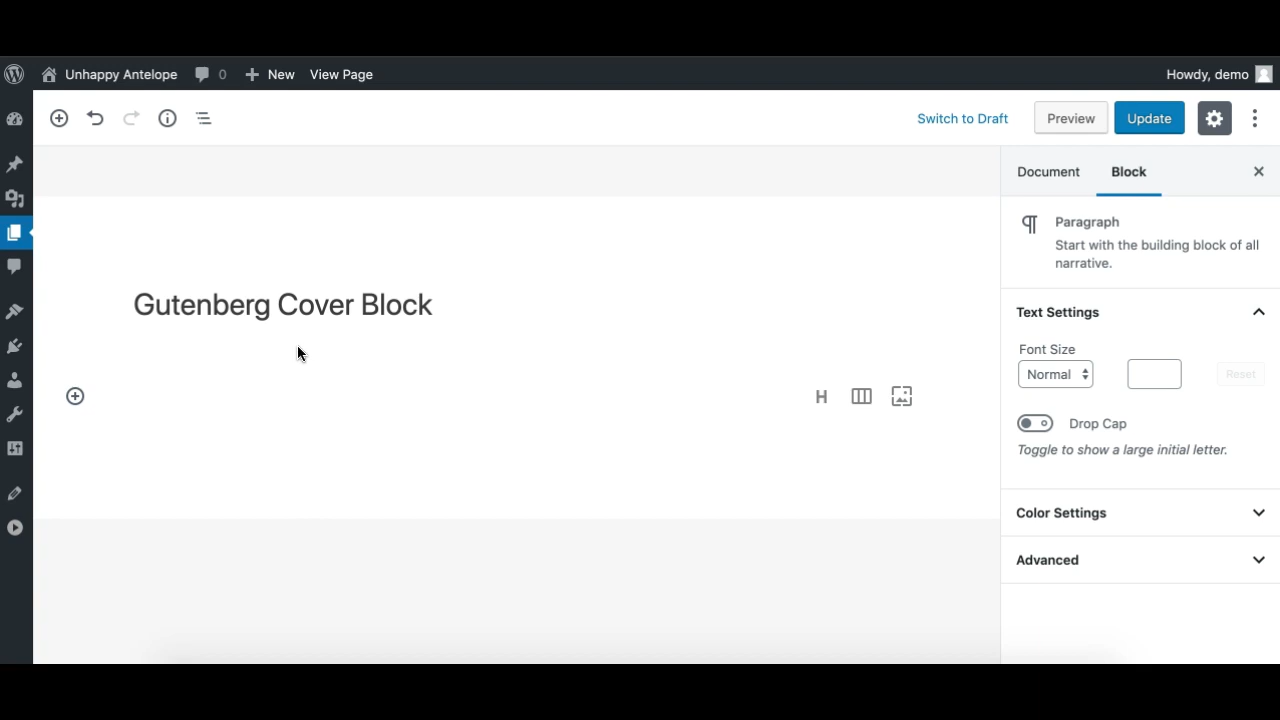 Unhappy Antelope 0 New View Page Howdy, demo
Switch to Draft Preview Update
Document Block
Paragraph
Start with the building block of all
narrative.
Gutenberg Cover Block
Text Settings
Font Size
Normal Reset
H
Drop Cap
Toggle to show a large initial letter.
Color Settings
Advanced